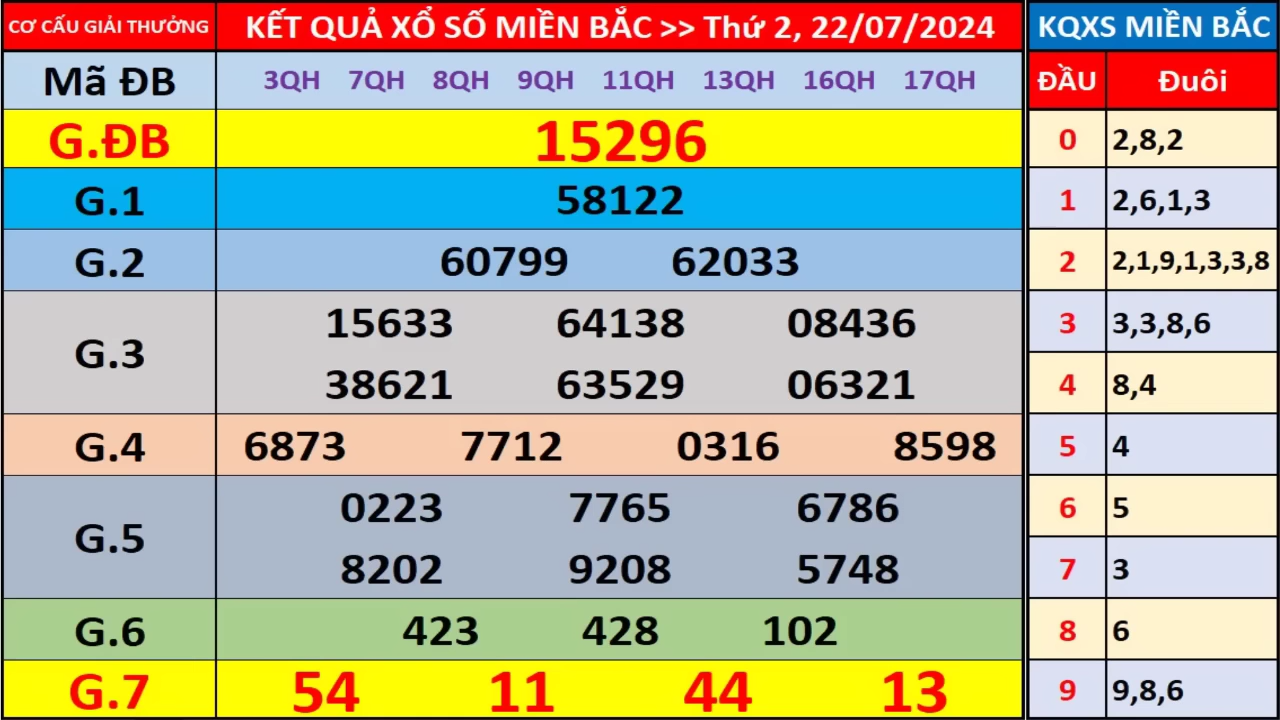 CƠ CẤU GIẢI THƯỞNG KẾT QUẢ XỔ SỐ MIỀN BẮC >> Thứ 2, 22/07/2024 KQXS MIỀN BẮC
Mã ĐB 3QH 7QH 8QH 9QH 11QH 13QH 16QH 17QH ĐẦU Đuôi
G.ĐB 15296 0 2,8,2
G.1 58122 1 2,6,1,3
G.2 60799 62033 2 2,1,9,1,3,3,8
G.3 15633 64138 08436 3 3,3,8,6
38621 63529 06321 4 8,4
G.4 6873 7712 0316 8598 5 4
G.5 0223 7765 6786 6 5
8202 9208 5748 7 3
G.6 423 428 102 8 6
G.7 54 11 44 13 9 9,8,6